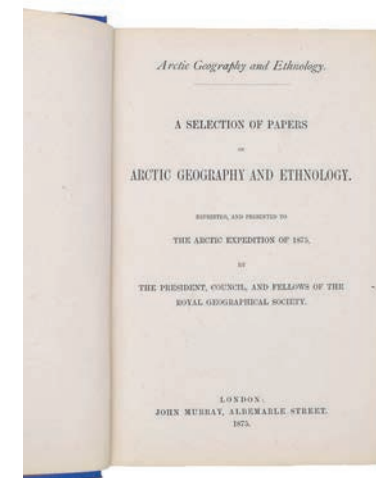 Arctic Geography and Ethnology.
A SELECTION OF PAPERS
ON
ARCTIC GEOGRAPHY AND ETHNOLOGY.
REPRINTED, AND PRESENTED TO
THE ARCTIC EXPEDITION OF 1875,
BY
THE PRESIDENT, COUNCIL, AND FELLOWS OF THE
ROYAL GEOGRAPHICAL SOCIETY.
LONDON:
JOHN MURRAY, ALBEMARLE STREET.
1875.